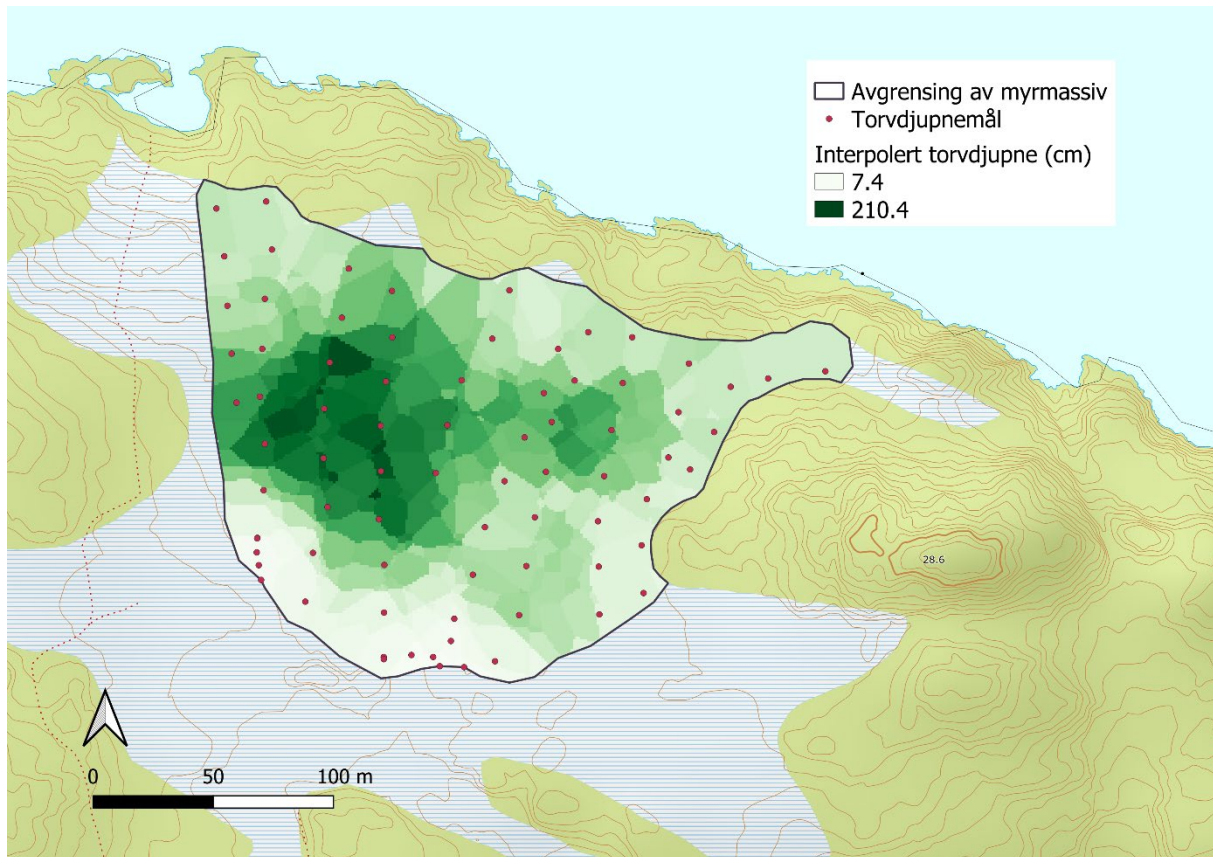 Avgrensing av myrmassiv
Torvdjupnemål
Interpolert torvdjupne (cm)
7.4
210.4
28.6
0 50 100 m